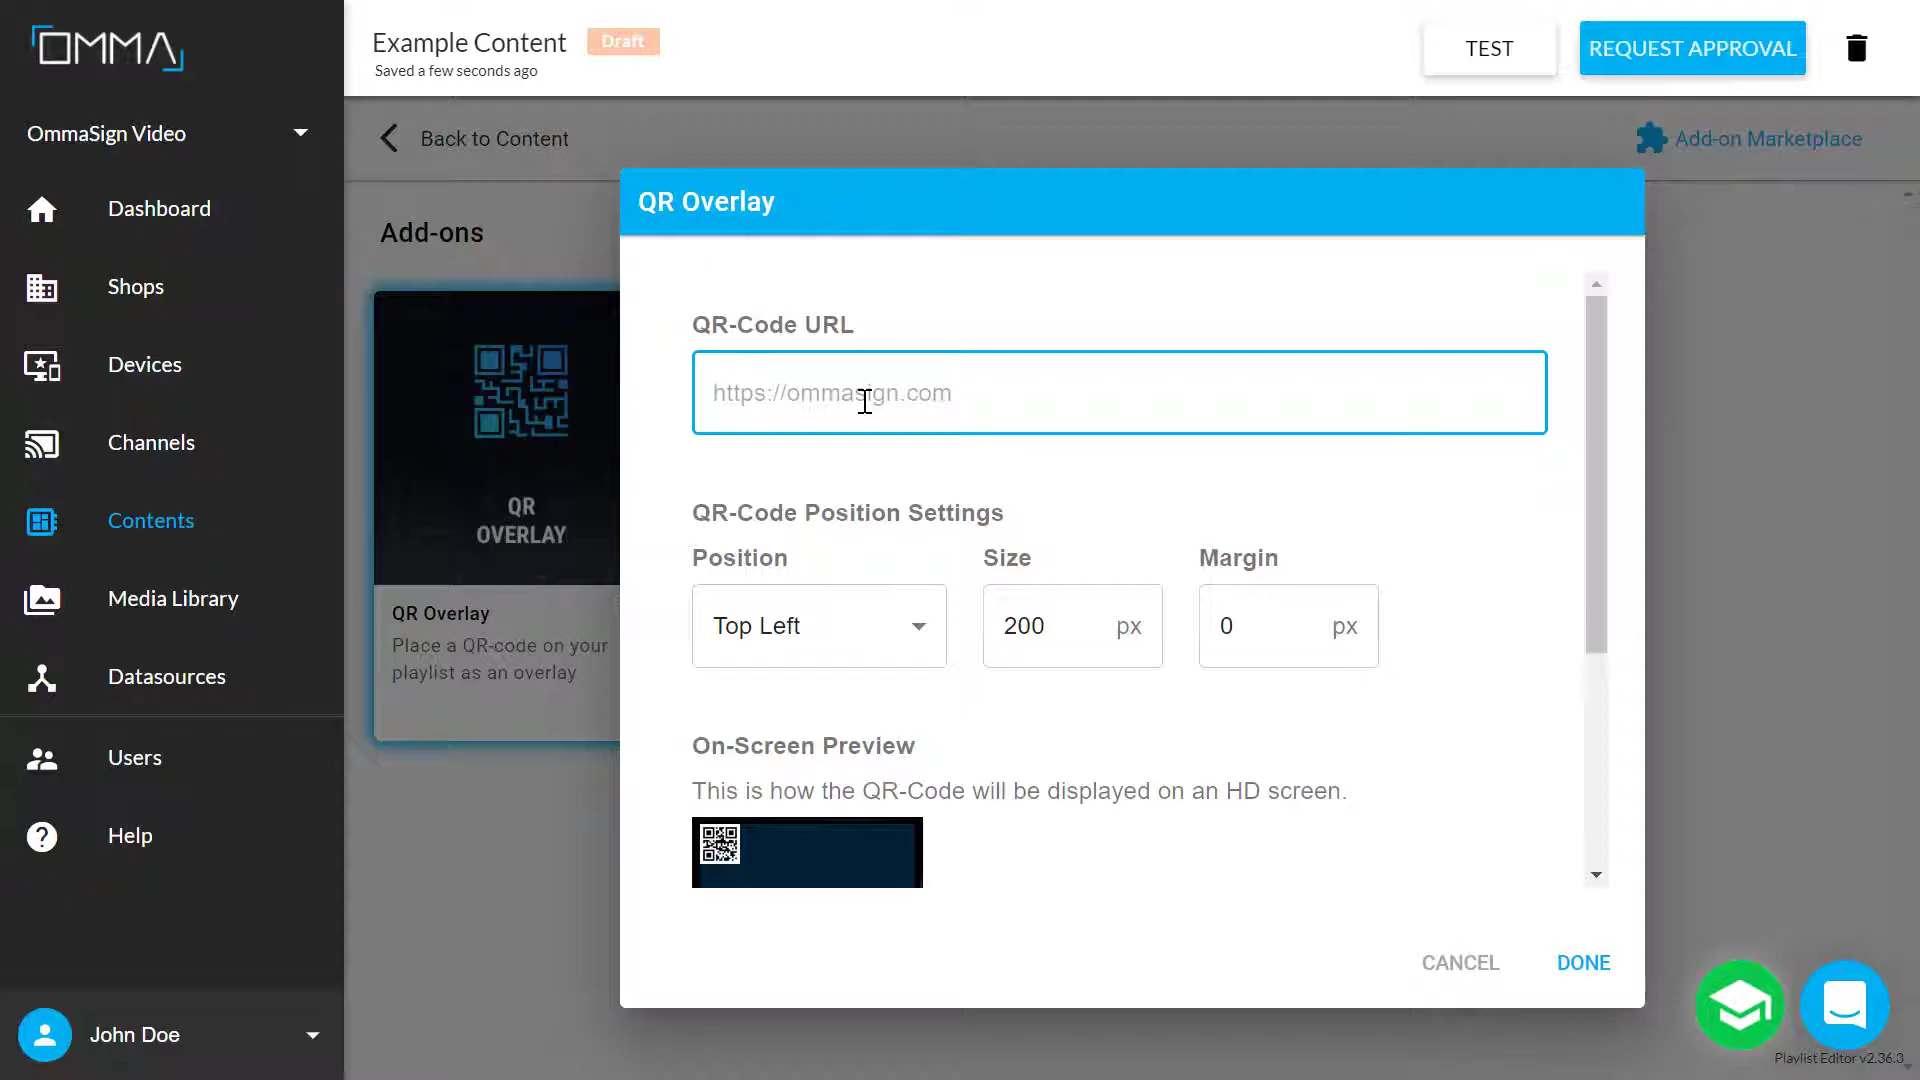 OMMA
OmmaSign Video
Dashboard
Shops
Devices
Channels
Contents
Media Library
Datasources
Users
Help
John Doe
Example Content
Draft
Saved a few seconds ago
TEST
REQUEST APPROVAL
Back to Content
Add-on Marketplace
Add-ons
QR
OVERLAY
QR Overlay
Place a QR-code on your
playlist as an overlay
QR Overlay
QR-Code URL
https://ommasign.com
QR-Code Position Settings
Position
Size
Margin
Top Left
200
px
0
px
On-Screen Preview
This is how the QR-Code will be displayed on an HD screen.
CANCEL
DONE
Playlist Editor v2.36.3